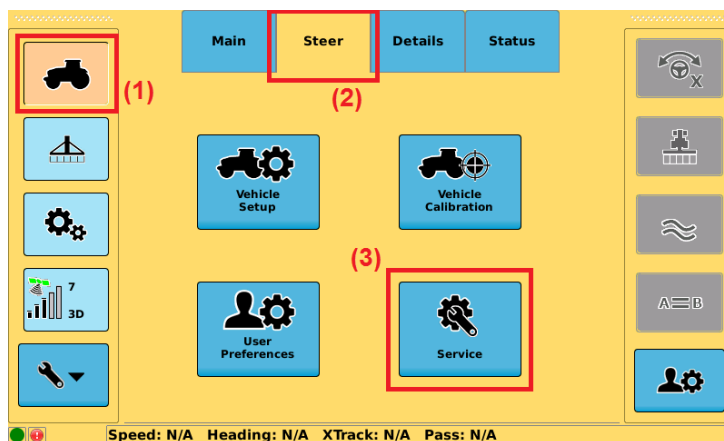 Main
Steer
Details
Status
(1)
(2)
X
Vehicle
Setup
Vehicle
Calibration
7
3D
(3)
A B
User
Preferences
Service
Speed: N/A Heading: N/A XTrack: N/A Pass: N/A